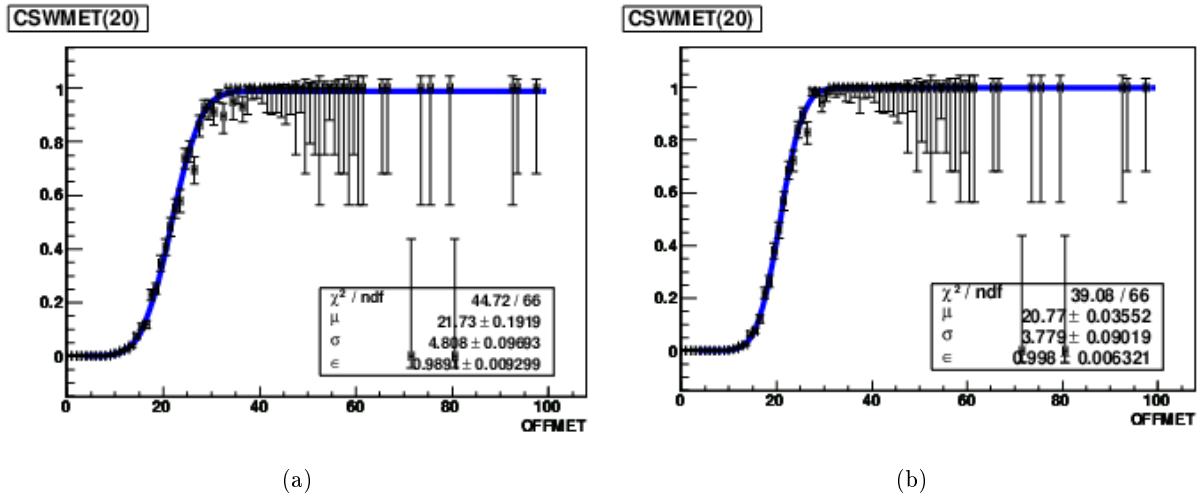 CSWMET(20)
1
0.8
0.6
0.4
0.2
0
0 20 40 60 80 100
OFFMET
χ² / ndf 44.72 / 66
μ 21.73 ± 0.1919
σ 4.808 ± 0.09693
∈ 0.9891 ± 0.009299
(a)
CSWMET(20)
1
0.8
0.6
0.4
0.2
0
0 20 40 60 80 100
OFFMET
χ² / ndf 39.08 / 66
μ 20.77 ± 0.03552
σ 3.779 ± 0.09019
∈ 0.998 ± 0.006321
(b)